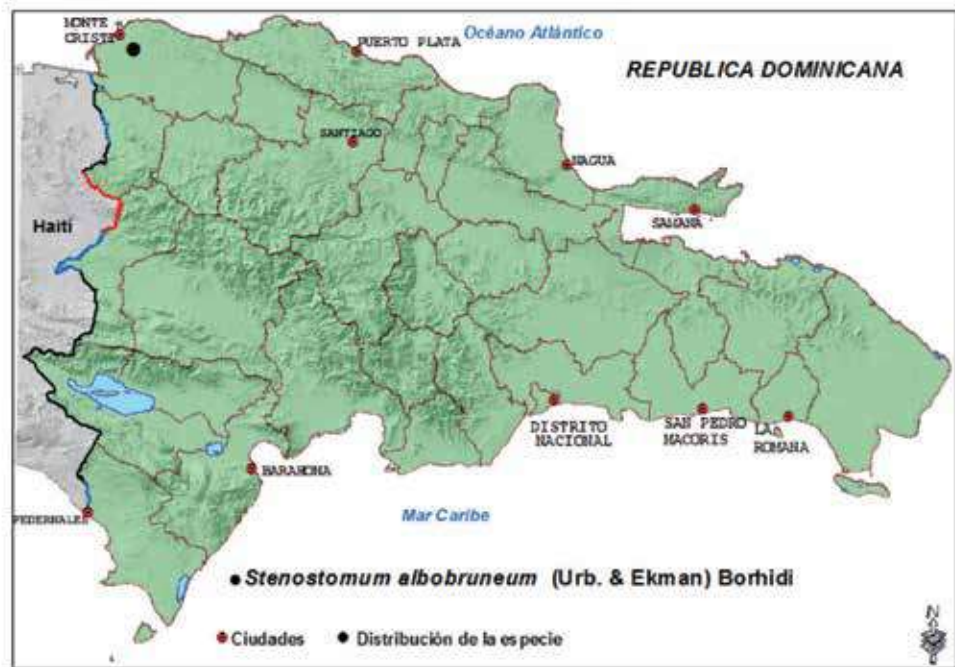 MONTE
CRISTI
PUERTO PLATA
Océano Atlántico
REPUBLICA DOMINICANA
SANTIAGO
NAGUA
SAMANA
Haití
DISTRITO
NACIONAL
SAN PEDRO
MACORIS
LA
ROMANA
BARAHONA
PEDERNALES
Mar Caribe
Stenostomum albobruneum (Urb. & Ekman) Borhidi
Ciudades
Distribución de la especie
N